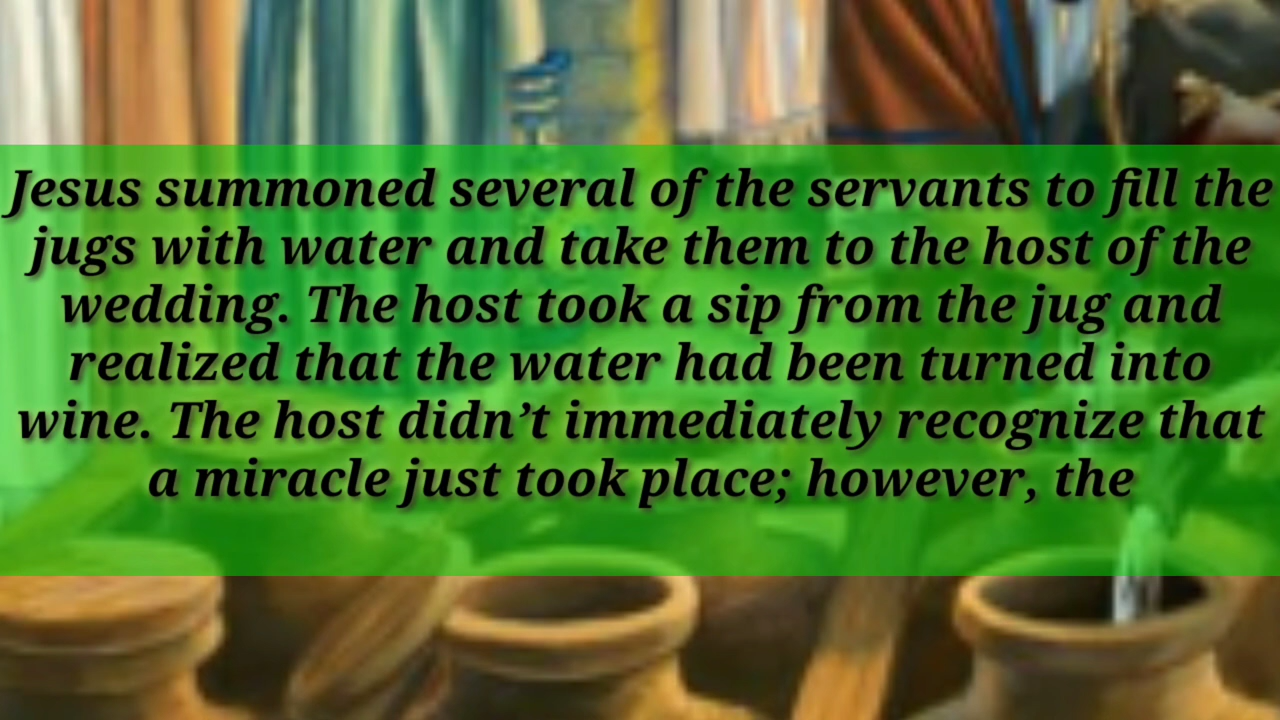 Jesus summoned several of the servants to fill the
jugs with water and take them to the host of the
wedding. The host took a sip from the jug and
realized that the water had been turned into
wine. The host didn’t immediately recognize that
a miracle just took place; however, the